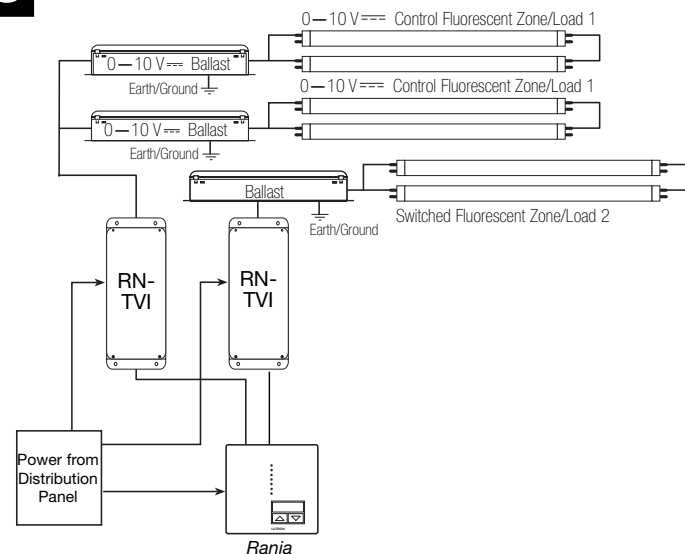 0—10 V Control Fluorescent Zone/Load 1
0—10 V Ballast
Earth/Ground
0—10 V Control Fluorescent Zone/Load 1
0—10 V Ballast
Earth/Ground
Ballast
Earth/Ground
Switched Fluorescent Zone/Load 2
RN-
TVI
RN-
TVI
Power from
Distribution
Panel
LUTRON
Rania